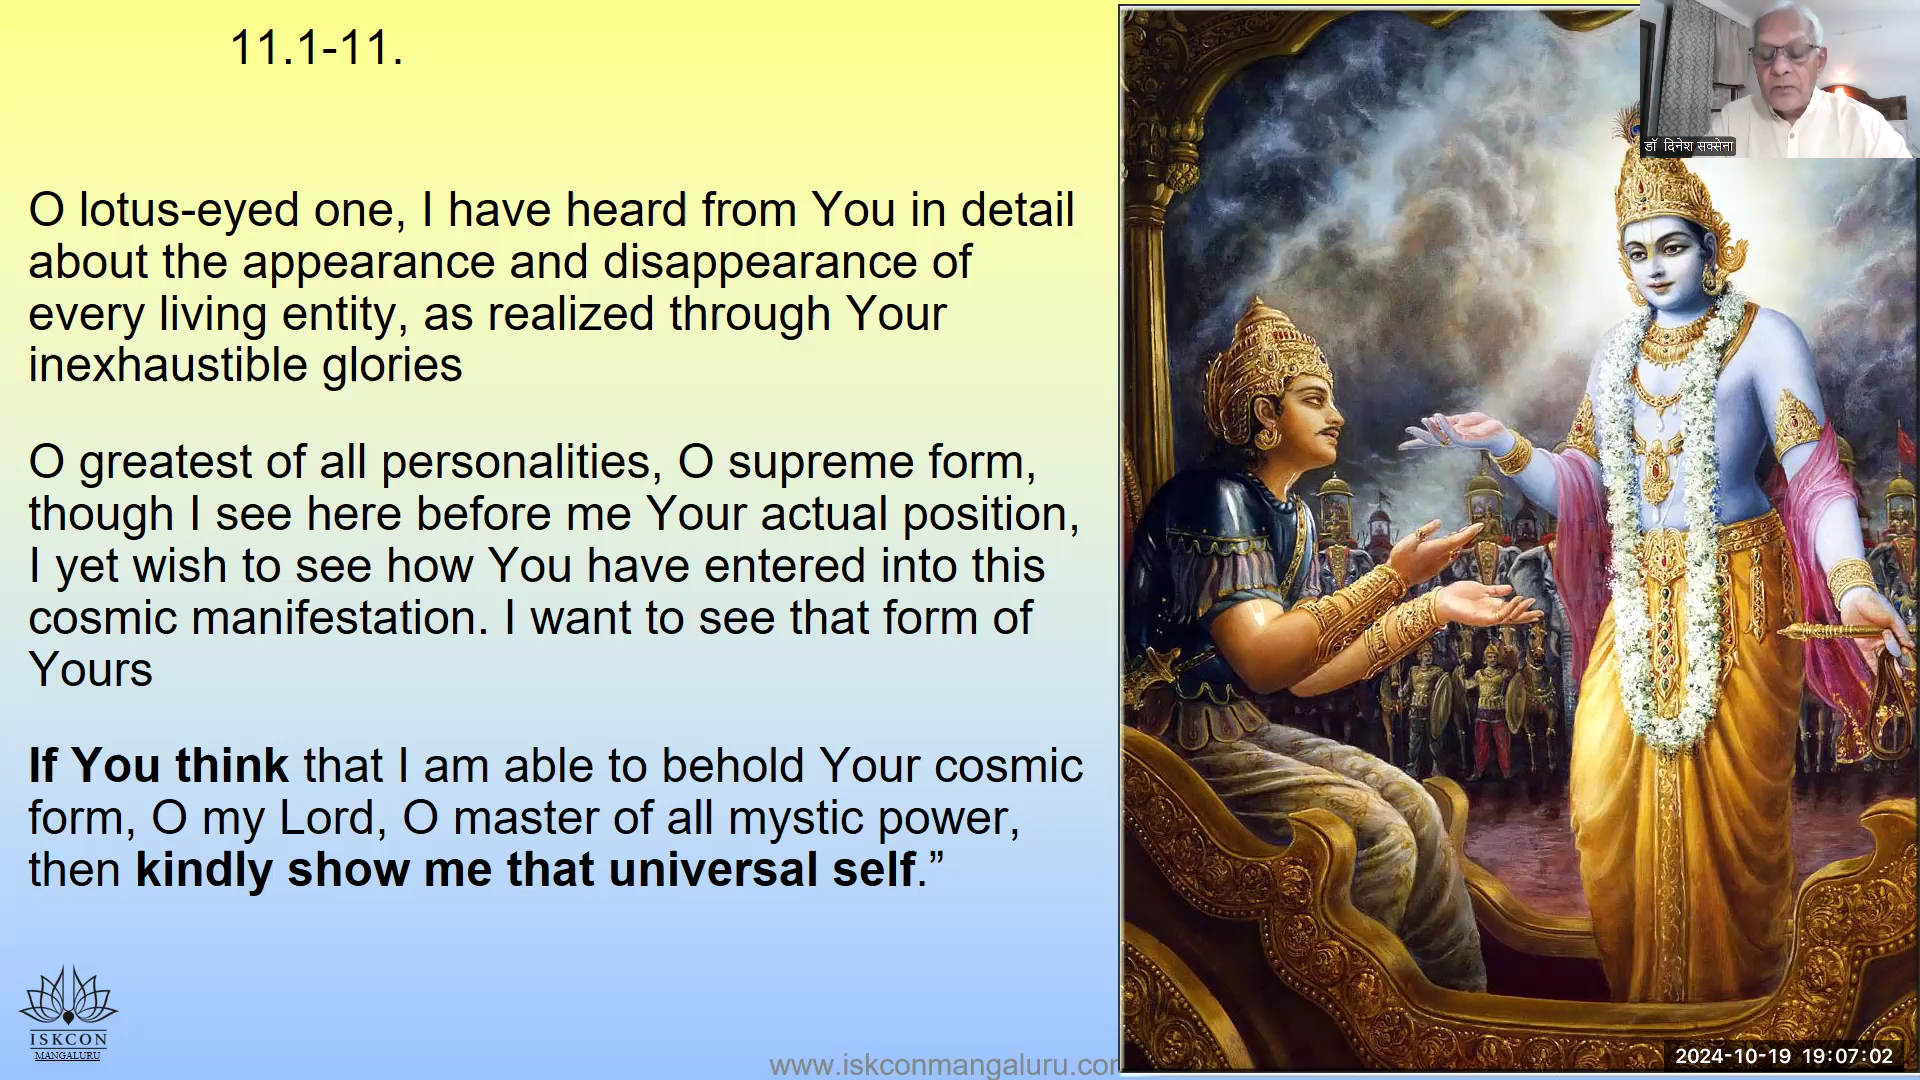 11.1-11.
डॉ दिनेश सक्सेना
O lotus-eyed one, I have heard from You in detail
about the appearance and disappearance of
every living entity, as realized through Your
inexhaustible glories
O greatest of all personalities, O supreme form,
though I see here before me Your actual position,
I yet wish to see how You have entered into this
cosmic manifestation. I want to see that form of
Yours
If You think that I am able to behold Your cosmic
form, O my Lord, O master of all mystic power,
then kindly show me that universal self.”
ISKCON
MANGALURU
www.iskconmangaluru.com
2024-10-19 19:07:02